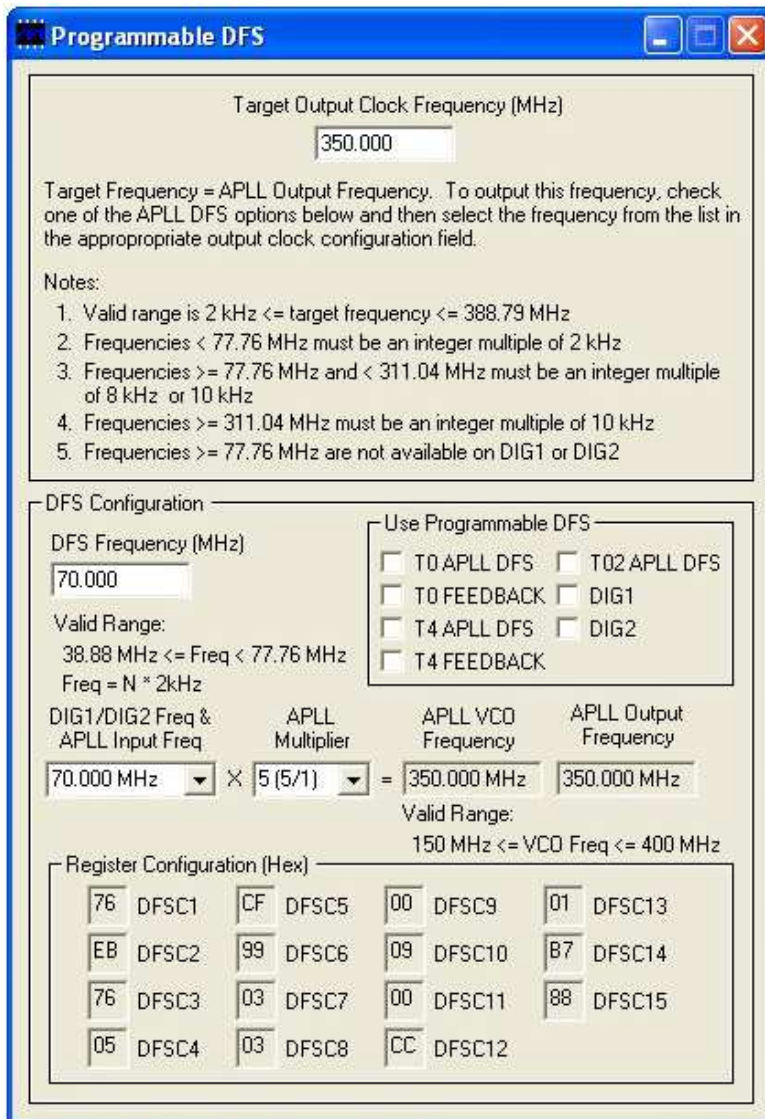 Programmable DFS
Target Output Clock Frequency (MHz)
350.000
Target Frequency = APLL Output Frequency. To output this frequency, check
one of the APLL DFS options below and then select the frequency from the list in
the appropropriate output clock configuration field.
Notes:
1. Valid range is 2 kHz <= target frequency <= 388.79 MHz
2. Frequencies < 77.76 MHz must be an integer multiple of 2 kHz
3. Frequencies >= 77.76 MHz and < 311.04 MHz must be an integer multiple
of 8 kHz or 10 kHz
4. Frequencies >= 311.04 MHz must be an integer multiple of 10 kHz
5. Frequencies >= 77.76 MHz are not available on DIG1 or DIG2
DFS Configuration
DFS Frequency (MHz)
70.000
Valid Range:
38.88 MHz <= Freq < 77.76 MHz
Freq = N * 2kHz
Use Programmable DFS
T0 APLL DFS T02 APLL DFS
T0 FEEDBACK DIG1
T4 APLL DFS DIG2
T4 FEEDBACK
DIG1/DIG2 Freq &
APLL Input Freq
APLL
Multiplier
APLL VCO
Frequency
APLL Output
Frequency
70.000 MHz X 5 (5/1) = 350.000 MHz 350.000 MHz
Valid Range:
150 MHz <= VCO Freq <= 400 MHz
Register Configuration (Hex)
76 DFSC1 CF DFSC5 00 DFSC9 01 DFSC13
EB DFSC2 99 DFSC6 09 DFSC10 B7 DFSC14
76 DFSC3 03 DFSC7 00 DFSC11 88 DFSC15
05 DFSC4 03 DFSC8 CC DFSC12